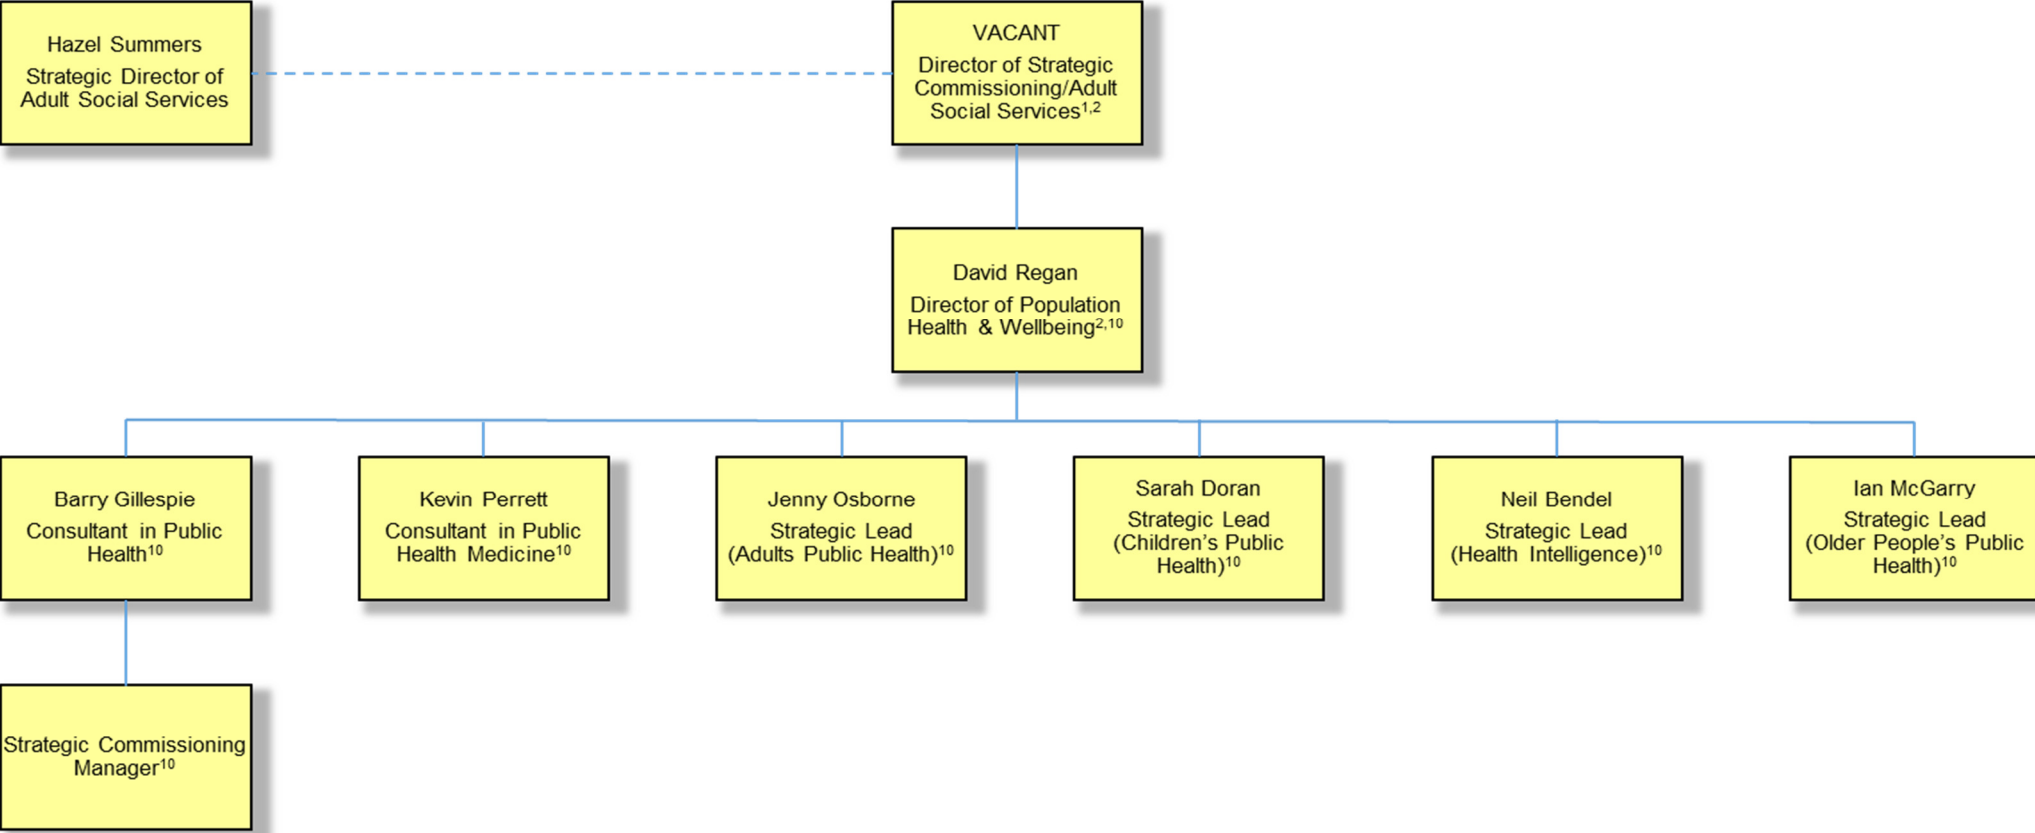 Hazel Summers
Strategic Director of
Adult Social Services
VACANT
Director of Strategic
Commissioning/Adult
Social Services1,2
David Regan
Director of Population
Health & Wellbeing2,10
Barry Gillespie
Consultant in Public
Health10
Kevin Perrett
Consultant in Public
Health Medicine10
Jenny Osborne
Strategic Lead
(Adults Public Health)10
Sarah Doran
Strategic Lead
(Children’s Public
Health)10
Neil Bendel
Strategic Lead
(Health Intelligence)10
Ian McGarry
Strategic Lead
(Older People’s Public
Health)10
Strategic Commissioning
Manager10